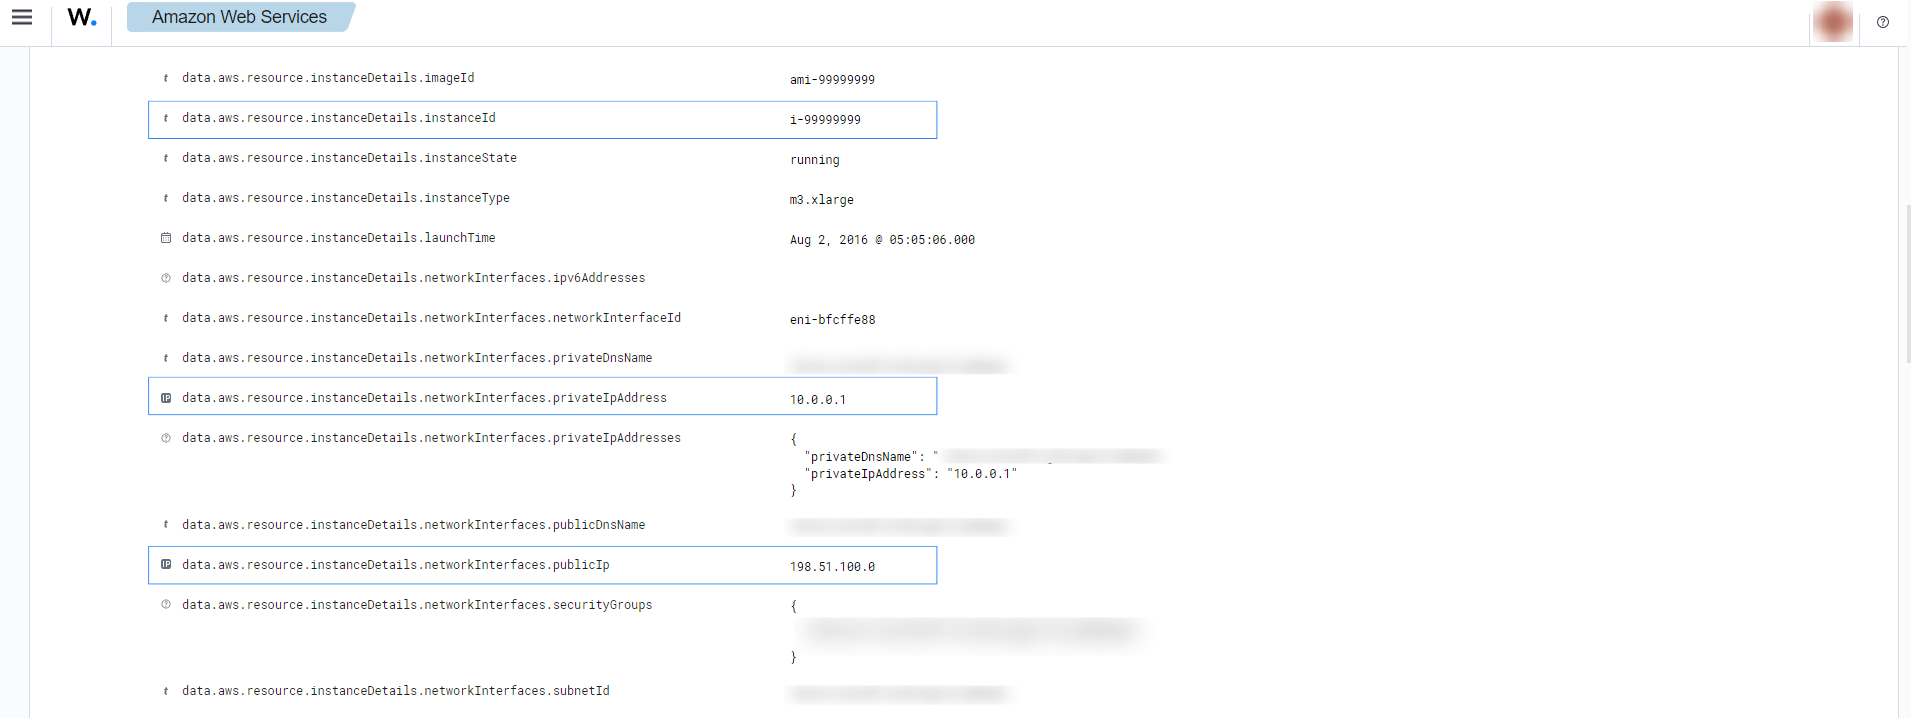 W.
Amazon Web Services
t data.aws.resource.instanceDetails.imageId ami-99999999
t data.aws.resource.instanceDetails.instanceId i-99999999
t data.aws.resource.instanceDetails.instanceState running
t data.aws.resource.instanceDetails.instanceType m3.xlarge
data.aws.resource.instanceDetails.launchTime Aug 2, 2016 @ 05:05:06.000
? data.aws.resource.instanceDetails.networkInterfaces.ipv6Addresses
t data.aws.resource.instanceDetails.networkInterfaces.networkInterfaceId eni-bfcffe88
t data.aws.resource.instanceDetails.networkInterfaces.privateDnsName
IP data.aws.resource.instanceDetails.networkInterfaces.privateIpAddress 10.0.0.1
? data.aws.resource.instanceDetails.networkInterfaces.privateIpAddresses {
"privateDnsName": "
"privateIpAddress": "10.0.0.1"
}
t data.aws.resource.instanceDetails.networkInterfaces.publicDnsName
IP data.aws.resource.instanceDetails.networkInterfaces.publicIp 198.51.100.0
? data.aws.resource.instanceDetails.networkInterfaces.securityGroups {
}
t data.aws.resource.instanceDetails.networkInterfaces.subnetId